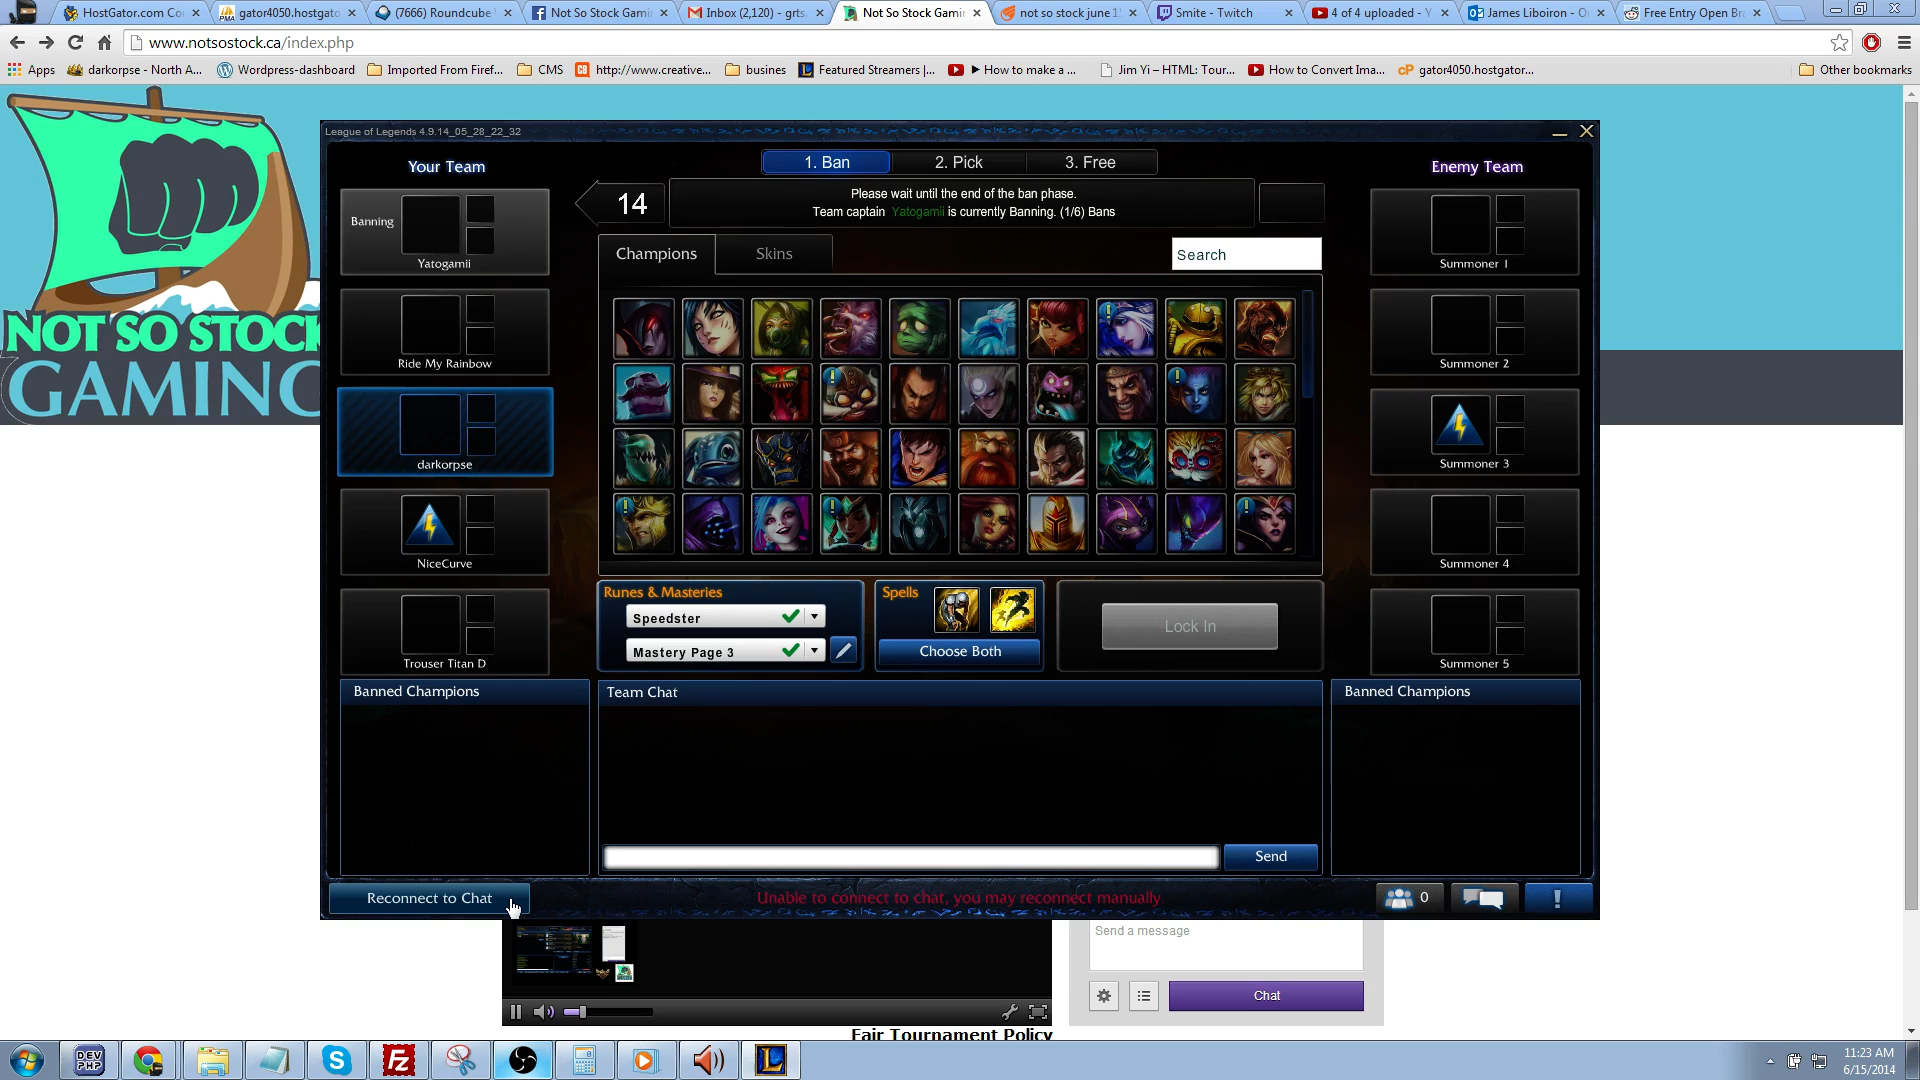 HostGator.com Co
gator4050.hostgato
(7666) Roundcube
Not So Stock Gami
Inbox (2,120) - grts.
Not So Stock Gami
not so stock june 1
Smite - Twitch
4 of 4 uploaded - Y
James Liboiron - O
Free Entry Open Br
www.notsostock.ca/index.php
Apps
darkorpse - North A...
Wordpress-dashboard
Imported From Firef...
CMS
http://www.creative...
busines
Featured Streamers |...
▶ How to make a ...
Jim Yi – HTML: Tour...
How to Convert Ima...
gator4050.hostgator...
Other bookmarks
NOT SO STOCK
GAMING
League of Legends 4.9.14_05_28_22_32
Your Team
1. Ban
2. Pick
3. Free
Enemy Team
14
Please wait until the end of the ban phase.
Team captain Yatogamii is currently Banning. (1/6) Bans
Banning
Yatogamii
Ride My Rainbow
darkorpse
NiceCurve
Trouser Titan D
Champions
Skins
Search
Summoner 1
Summoner 2
Summoner 3
Summoner 4
Summoner 5
Runes & Masteries
Speedster
Mastery Page 3
Spells
Choose Both
Lock In
Banned Champions
Team Chat
Banned Champions
Send
Reconnect to Chat
Unable to connect to chat, you may reconnect manually.
0
Send a message
Chat
Fair Tournament Policy
DEV
PHP
11:23 AM
6/15/2014